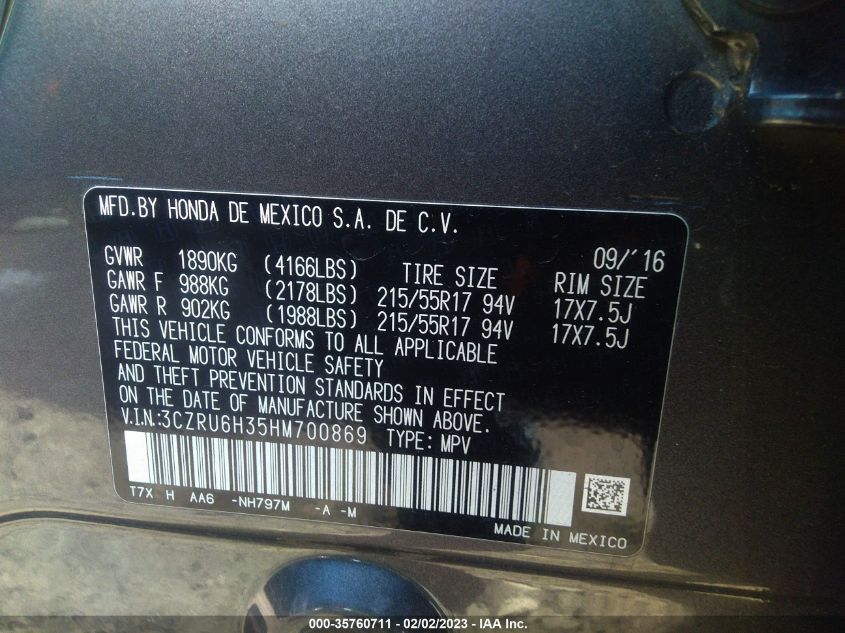 MFD.BY HONDA DE MEXICO S.A. DE C.V.
09/'16
GVWR 1890KG (4166LBS) TIRE SIZE RIM SIZE
GAWR F 988KG (2178LBS) 215/55R17 94V 17X7.5J
GAWR R 902KG (1988LBS) 215/55R17 94V 17X7.5J
THIS VEHICLE CONFORMS TO ALL APPLICABLE
FEDERAL MOTOR VEHICLE SAFETY
AND THEFT PREVENTION STANDARDS IN EFFECT
ON THE DATE OF MANUFACTURE SHOWN ABOVE.
V.I.N:3CZRU6H35HM700869 TYPE: MPV
T7X H AA6 -NH797M -A -M
MADE IN MEXICO
000-35760711 - 02/02/2023 - IAA Inc.